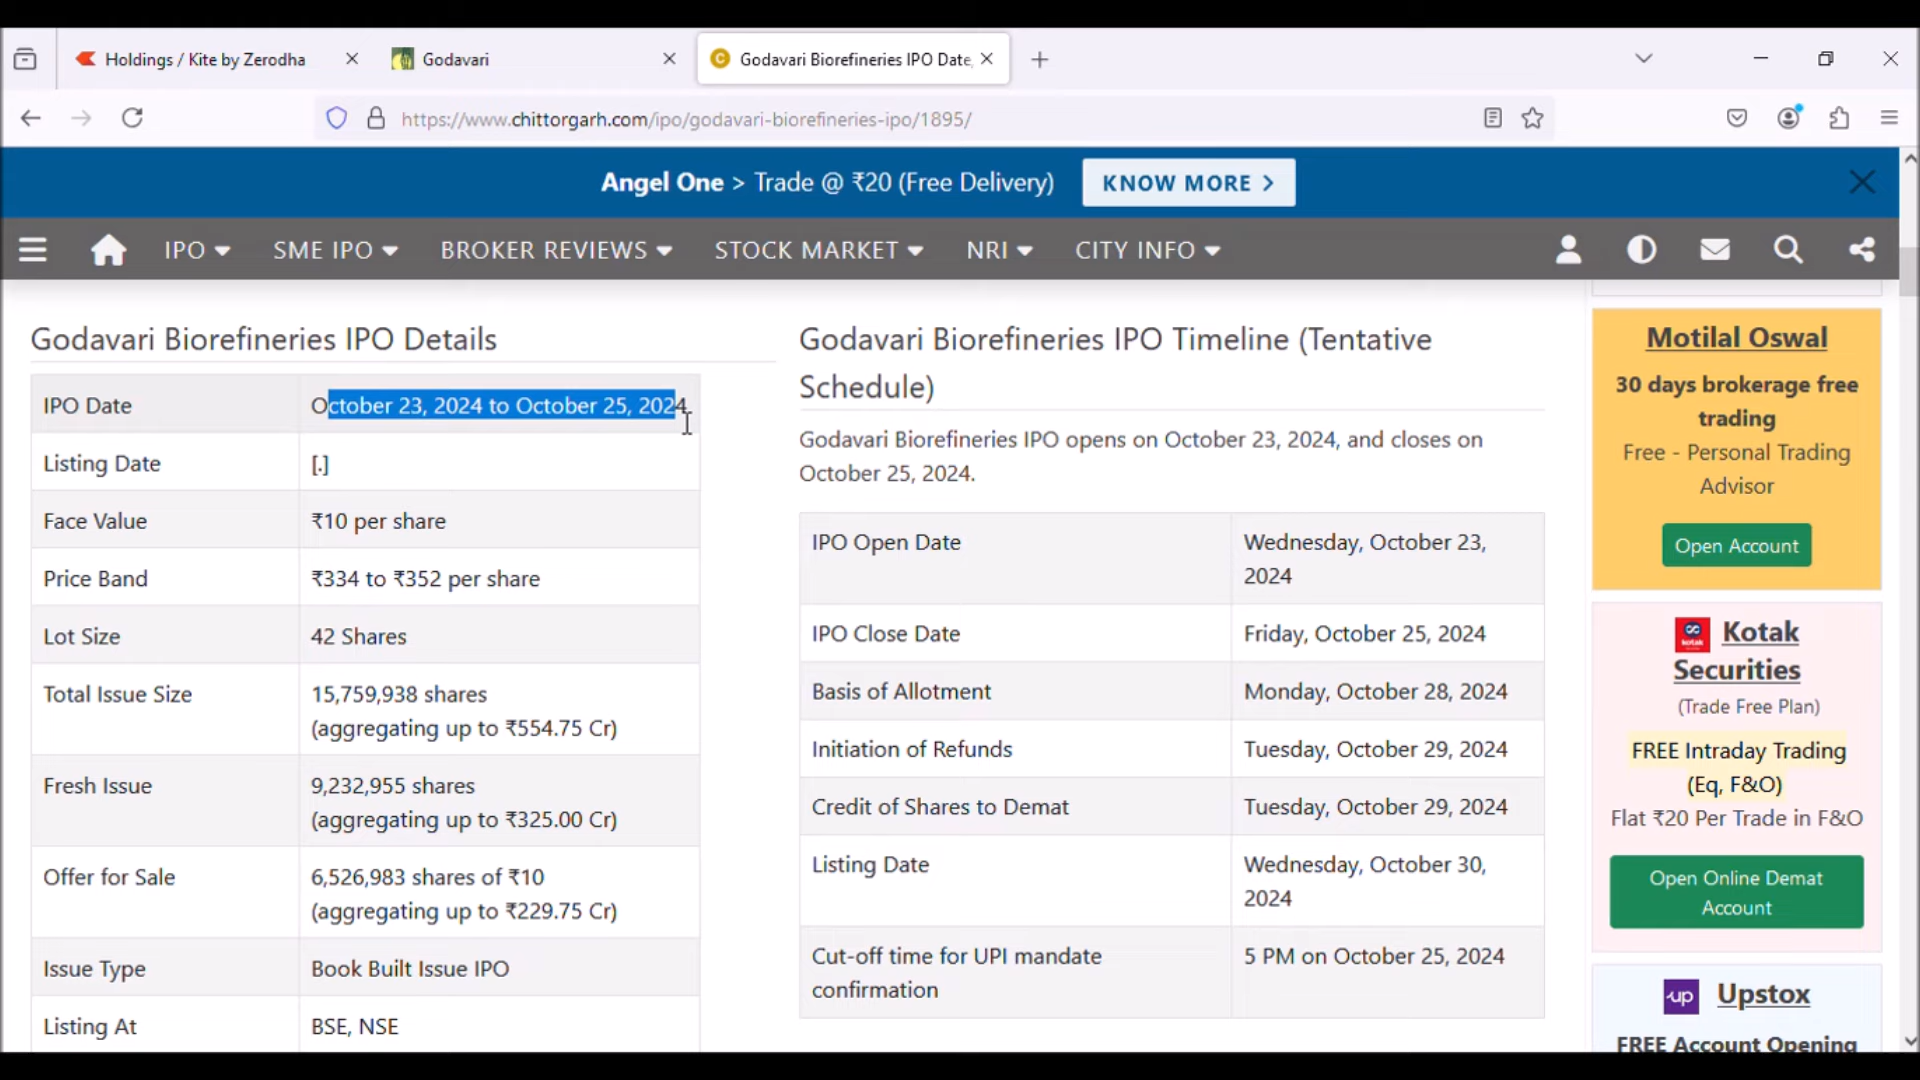 Holdings / Kite by Zerodha
Godavari
Godavari Biorefineries IPO Date,
https://www.chittorgarh.com/ipo/godavari-biorefineries-ipo/1895/
Angel One > Trade @ ₹20 (Free Delivery)
KNOW MORE
IPO
SME IPO
BROKER REVIEWS
STOCK MARKET
NRI
CITY INFO
Godavari Biorefineries IPO Details
IPO Date October 23, 2024 to October 25, 2024
Listing Date [.]
Face Value ₹10 per share
Price Band ₹334 to ₹352 per share
Lot Size 42 Shares
Total Issue Size 15,759,938 shares
(aggregating up to ₹554.75 Cr)
Fresh Issue 9,232,955 shares
(aggregating up to ₹325.00 Cr)
Offer for Sale 6,526,983 shares of ₹10
(aggregating up to ₹229.75 Cr)
Issue Type Book Built Issue IPO
Listing At BSE, NSE
Godavari Biorefineries IPO Timeline (Tentative
Schedule)
Godavari Biorefineries IPO opens on October 23, 2024, and closes on
October 25, 2024.
IPO Open Date Wednesday, October 23,
2024
IPO Close Date Friday, October 25, 2024
Basis of Allotment Monday, October 28, 2024
Initiation of Refunds Tuesday, October 29, 2024
Credit of Shares to Demat Tuesday, October 29, 2024
Listing Date Wednesday, October 30,
2024
Cut-off time for UPI mandate 5 PM on October 25, 2024
confirmation
Motilal Oswal
30 days brokerage free
trading
Free - Personal Trading
Advisor
Open Account
kotak
Kotak
Securities
(Trade Free Plan)
FREE Intraday Trading
(Eq, F&O)
Flat ₹20 Per Trade in F&O
Open Online Demat
Account
up
Upstox
FREE Account Opening